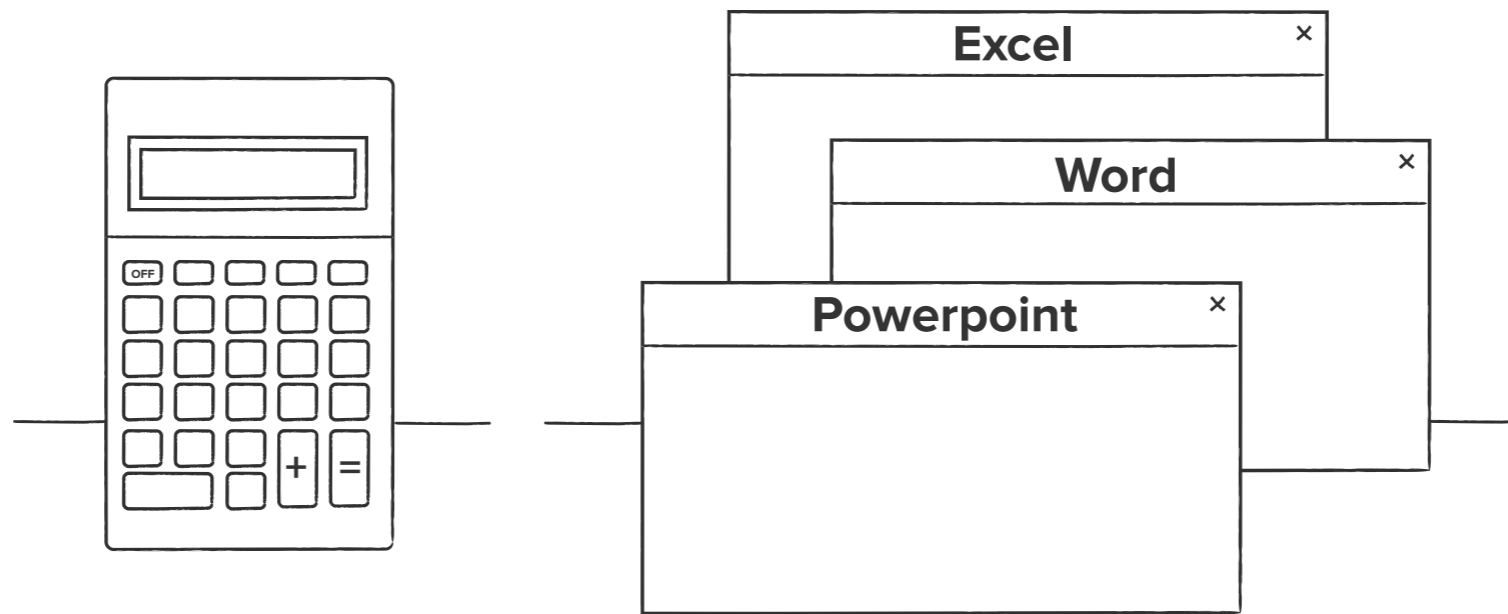 OFF
+
=
Excel
×
Word
×
Powerpoint
×